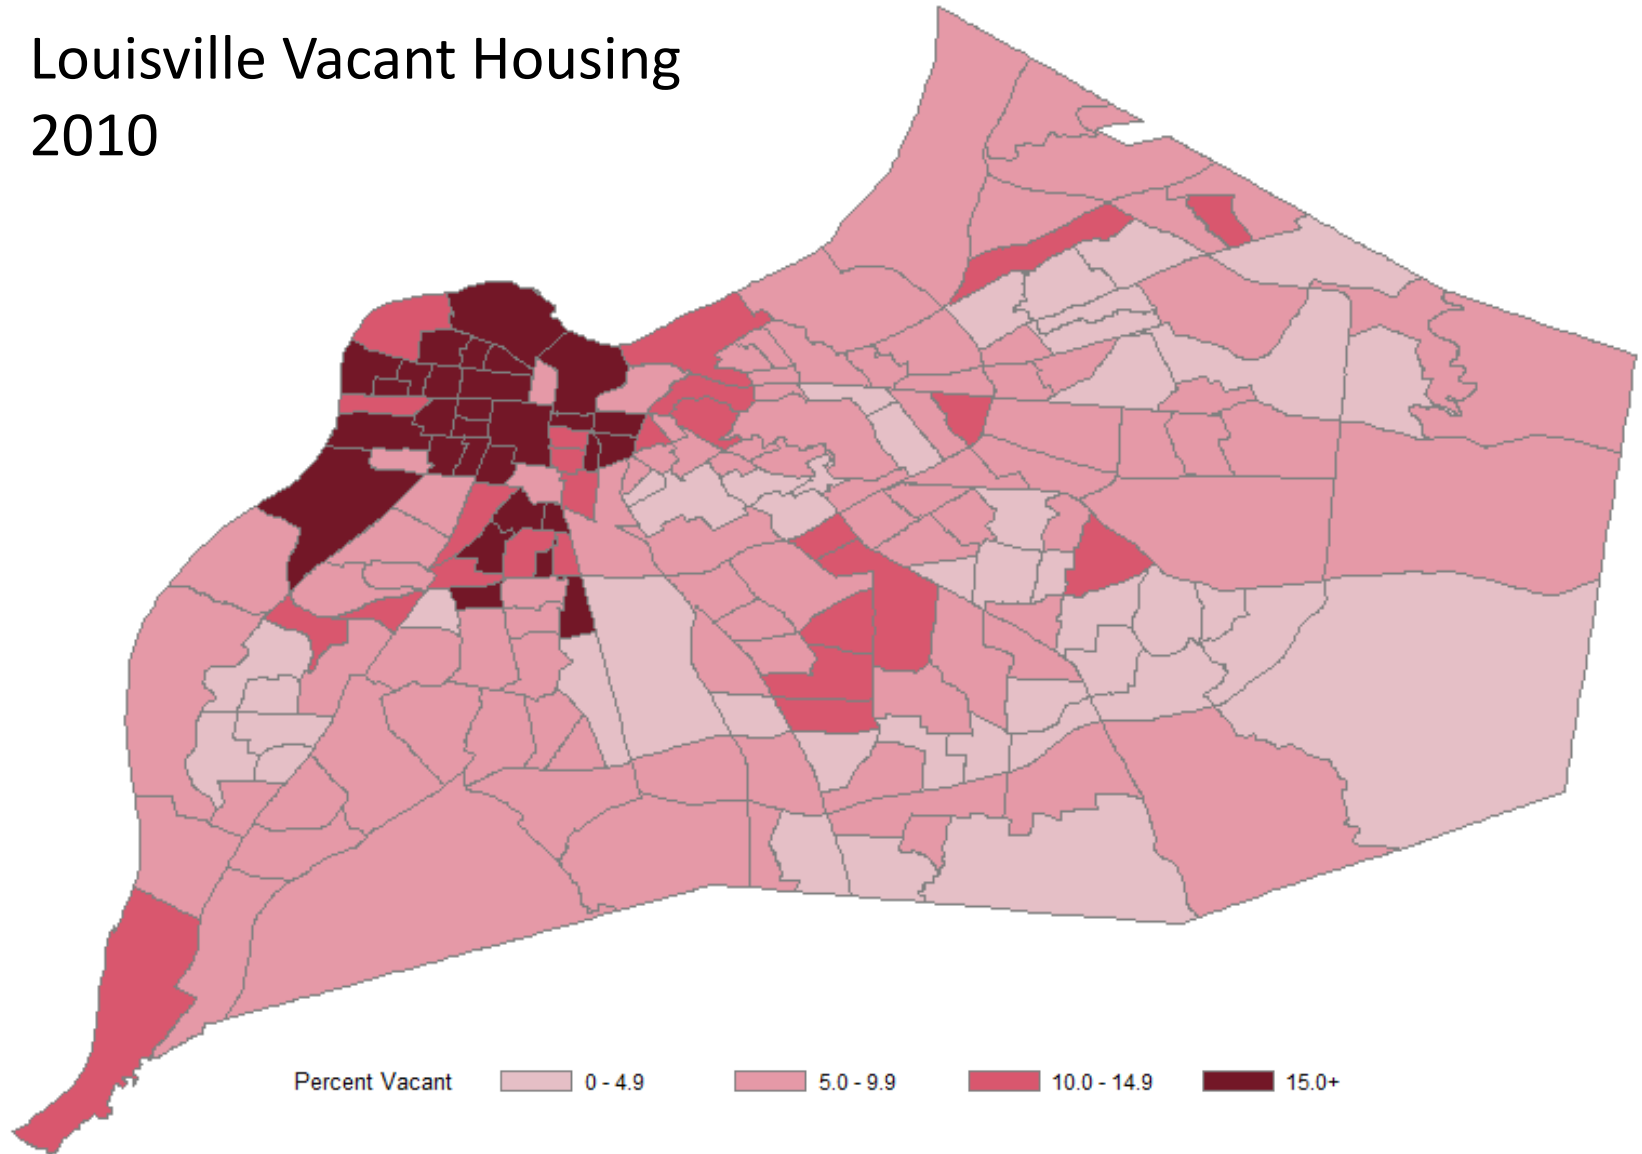 Louisville Vacant Housing
2010
Percent Vacant 0 - 4.9 5.0 - 9.9 10.0 - 14.9 15.0+